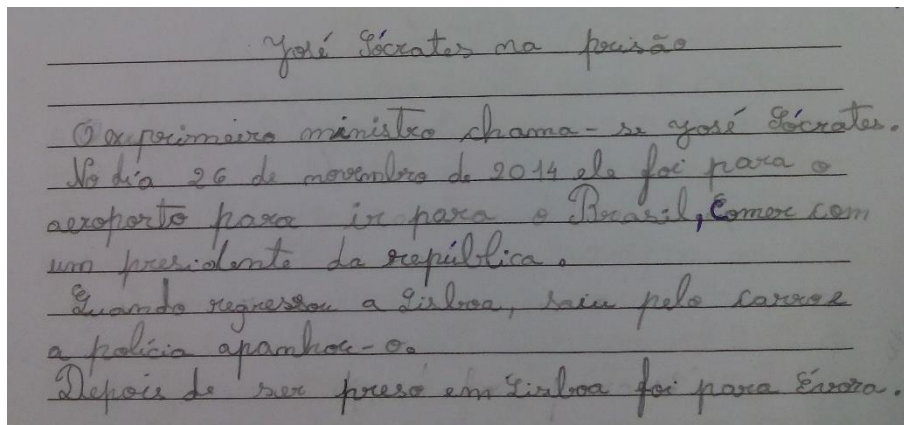 José Sócrates na prisão
O exprimeiro ministro chama-se José Sócrates.
No dia 26 de novembro de 2014 ele foi para o
aeroporto para ir para o Brasil, comer com
um presidente da república.
Quando regressou a Lisboa, saiu pelo carro e
a polícia apanhou-o.
Depois de ser preso em Lisboa foi para Évora.